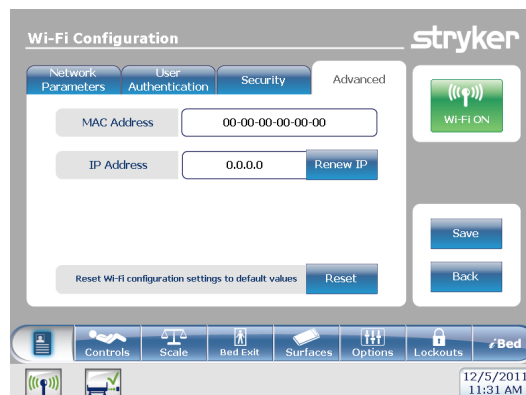 Wi-Fi Configuration
stryker
Network Parameters
User Authentication
Security
Advanced
MAC Address
00-00-00-00-00-00
IP Address
0.0.0.0
Renew IP
Reset Wi-Fi configuration settings to default values
Reset
Wi-Fi ON
Save
Back
Controls
Scale
Bed Exit
Surfaces
Options
Lockouts
iBed
12/5/2011
11:31 AM